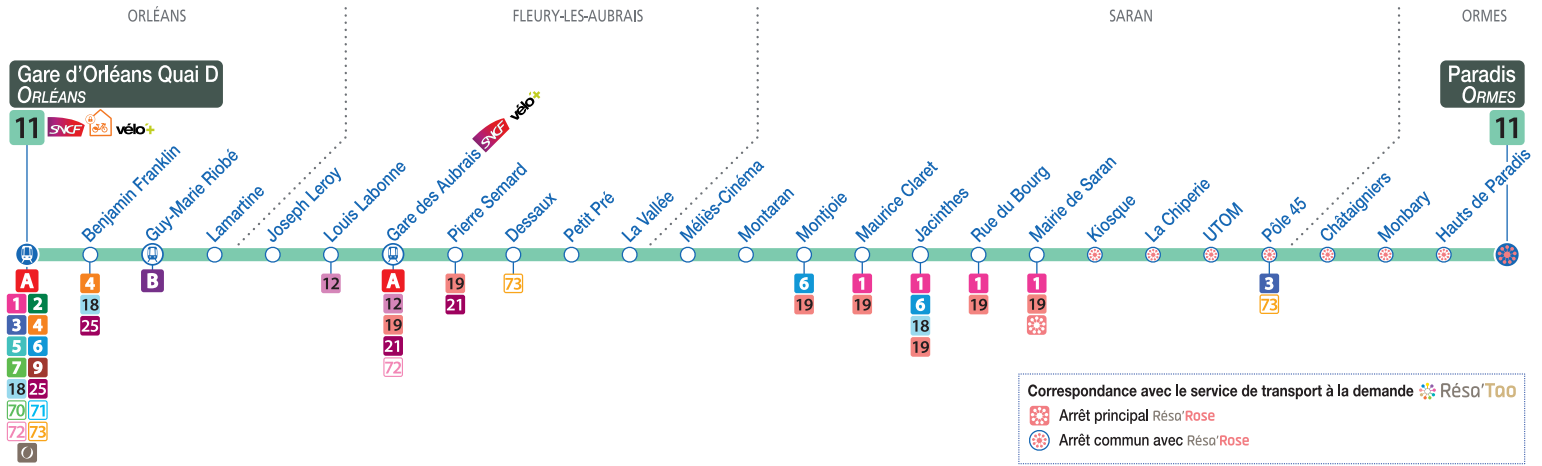 ORLÉANS
FLEURY-LES-AUBRAIS
SARAN
ORMES
Gare d'Orléans Quai D
ORLÉANS
11 SNCF vélo+
Paradis
ORMES
11
Benjamin Franklin
Guy-Marie Riobé
Lamartine
Joseph Leroy
Louis Labonne
Gare des Aubrais SNCF vélo+
Pierre Semard
Dessaux
Petit Pré
La Vallée
Méliès-Cinéma
Montaran
Montjoie
Maurice Claret
Jacinthes
Rue du Bourg
Mairie de Saran
Kiosque
La Chiperie
UTOM
Pôle 45
Châtaigniers
Monbary
Hauts de Paradis
A
1 2
3 4
5 6
7 9
18 25
70 71
72 73
O
4
18
25
B
12
A
12
19
21
72
19
21
73
6
19
1
19
1
6
18
19
1
19
1
19
3
73
Correspondance avec le service de transport à la demande Résa'Tao
Arrêt principal Résa'Rose
Arrêt commun avec Résa'Rose